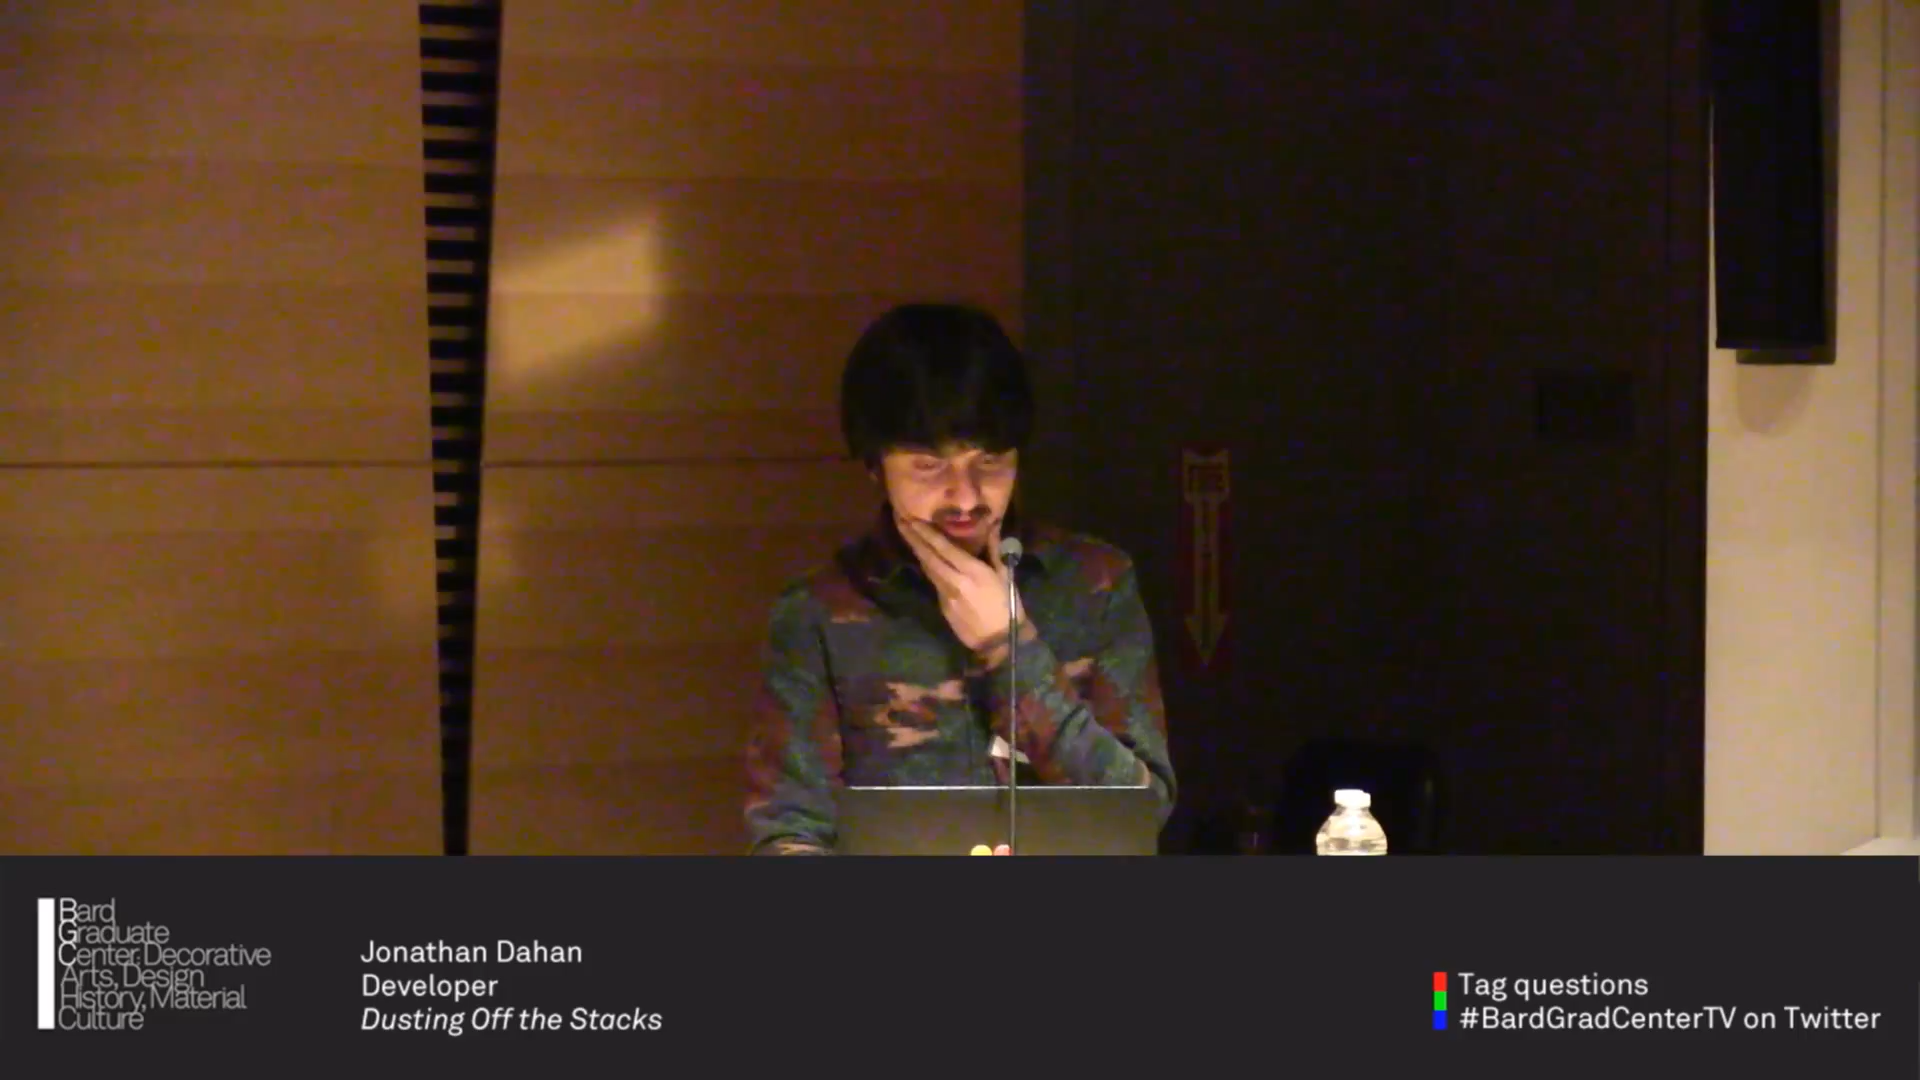 FIRE
Bard
Graduate
Center: Decorative
Arts, Design
History, Material
Culture
Jonathan Dahan
Developer
Dusting Off the Stacks
Tag questions
#BardGradCenterTV on Twitter